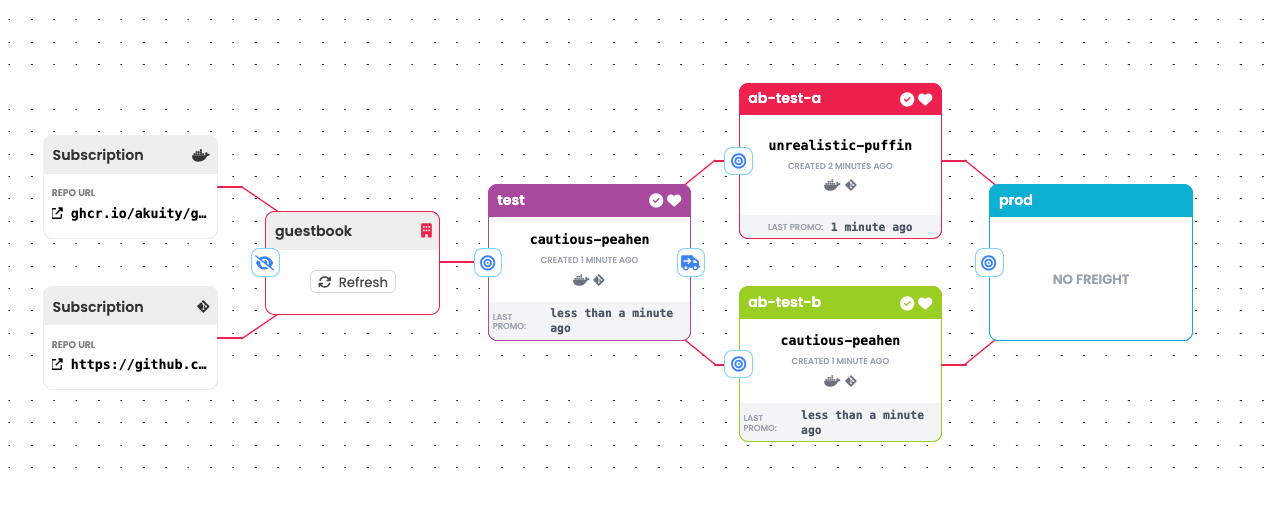 Subscription
REPO URL
ghcr.io/akuity/g…
Subscription
REPO URL
https://github.c…
guestbook
Refresh
test
cautious-peahen
CREATED 1 MINUTE AGO
LAST PROMO:
less than a minute ago
ab-test-a
unrealistic-puffin
CREATED 2 MINUTES AGO
LAST PROMO: 1 minute ago
ab-test-b
cautious-peahen
CREATED 1 MINUTE AGO
LAST PROMO:
less than a minute ago
prod
NO FREIGHT